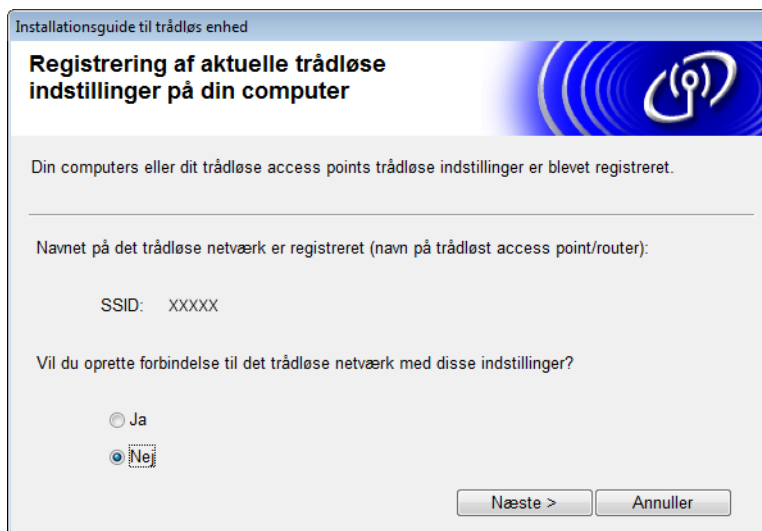 Installationsguide til trådløs enhed
Registrering af aktuelle trådløse
indstillinger på din computer
Din computers eller dit trådløse access points trådløse indstillinger er blevet registreret.
Navnet på det trådløse netværk er registreret (navn på trådløst access point/router):
SSID: XXXXX
Vil du oprette forbindelse til det trådløse netværk med disse indstillinger?
Ja
Nej
Næste > Annuller